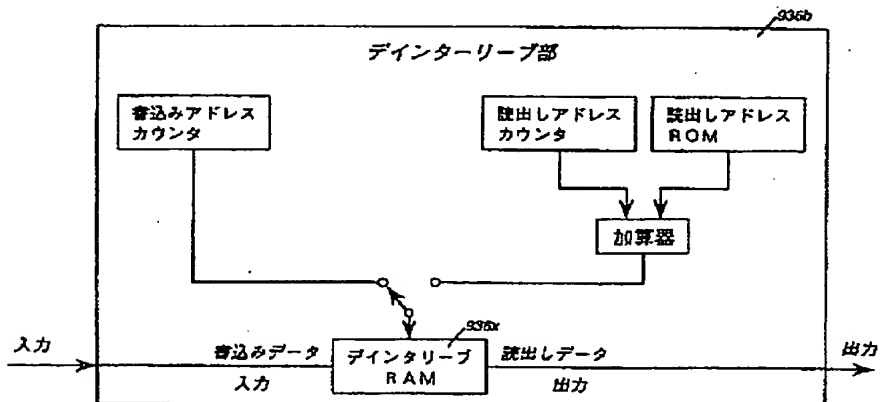 936b
デインターリーブ部
書込みアドレス
カウンタ
読出しアドレス
カウンタ
読出しアドレス
ROM
加算器
936x
入力
書込みデータ
入力
デインタリーブ
RAM
読出しデータ
出力
出力